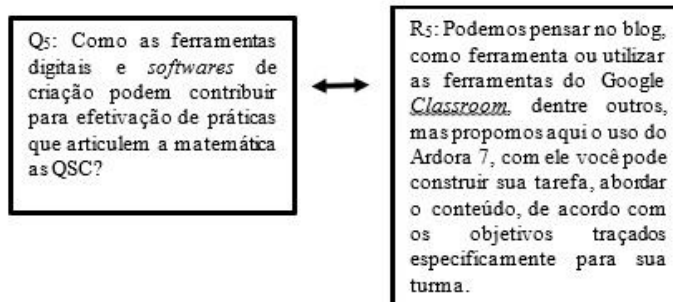 Q5: Como as ferramentas
digitais e softwares de
criação podem contribuir
para efetivação de práticas
que articulem a matemática
as QSC?
R5: Podemos pensar no blog,
como ferramenta ou utilizar
as ferramentas do Google
Classroom, dentre outros,
mas propomos aqui o uso do
Ardora 7, com ele você pode
construir sua tarefa, abordar
o conteúdo, de acordo com
os objetivos traçados
especificamente para sua
turma.